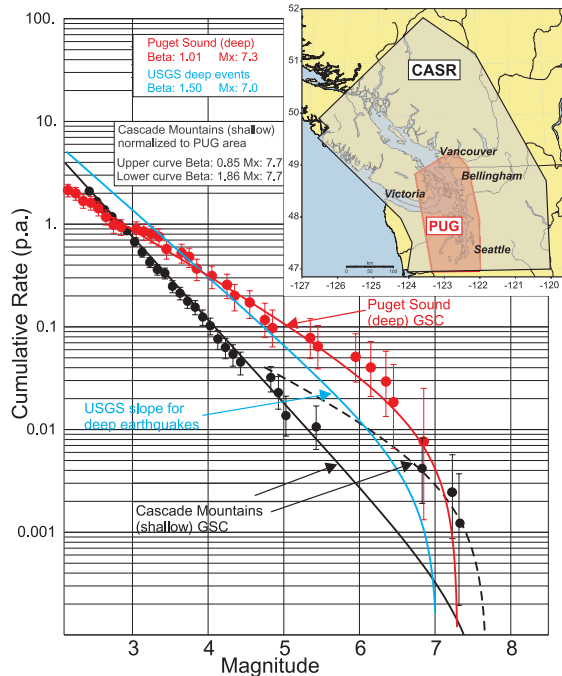 100.
10.
1.
0.1
0.01
0.001
Cumulative Rate (p.a.)
Puget Sound (deep)
Beta: 1.01 Mx: 7.3
USGS deep events
Beta: 1.50 Mx: 7.0
Cascade Mountains (shallow)
normalized to PUG area
Upper curve Beta: 0.85 Mx: 7.7
Lower curve Beta: 1,86 Mx: 7.7
52
51
50
49
48
47
CASR
Vancouver
Bellingham
Victoria
PUG
Seattle
km
0 50 100
-127 -126 -125 -124 -123 -122 -121 -120
Puget Sound
(deep) GSC
USGS slope for
deep earthquakes
Cascade Mountains
(shallow) GSC
3 4 5 6 7 8
Magnitude